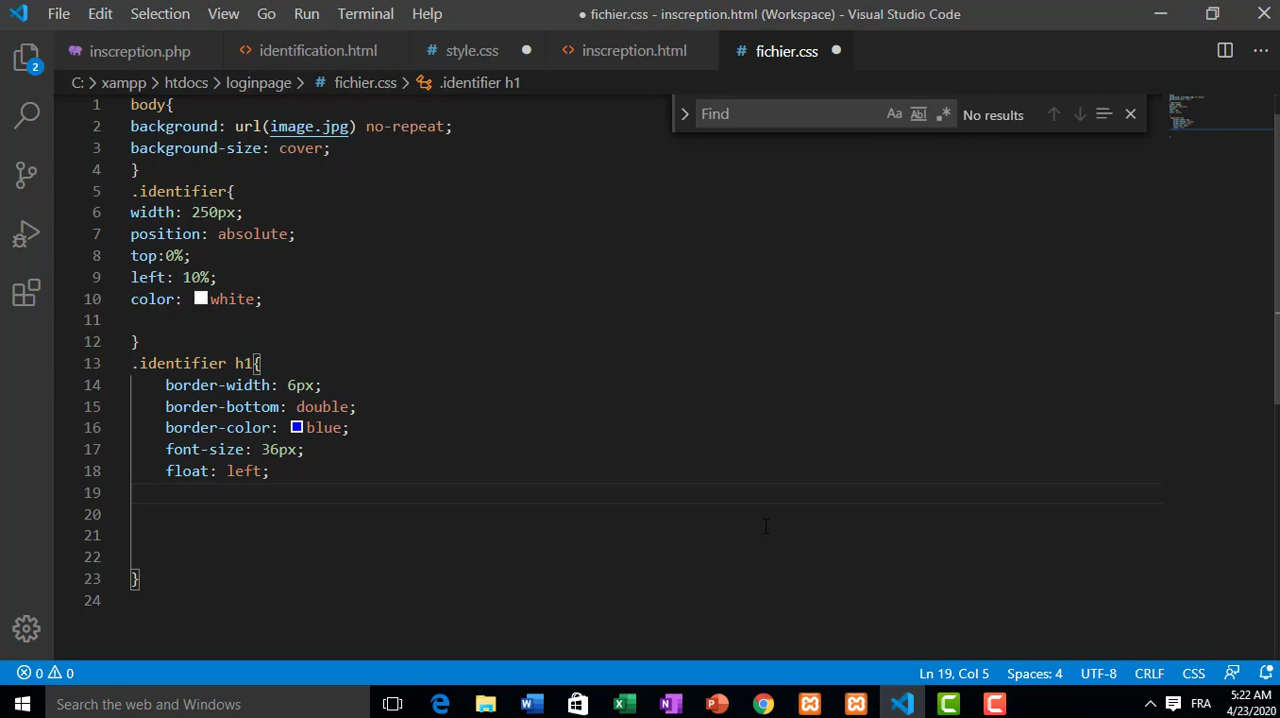 File Edit Selection View Go Run Terminal Help ● fichier.css - inscreption.html (Workspace) - Visual Studio Code
inscreption.php identification.html style.css inscreption.html fichier.css
C: > xampp > htdocs > loginpage > fichier.css > .identifier h1
Find Aa Abl .* No results
1 body{
2 background: url(image.jpg) no-repeat;
3 background-size: cover;
4 }
5 .identifier{
6 width: 250px;
7 position: absolute;
8 top:0%;
9 left: 10%;
10 color: white;
11
12 }
13 .identifier h1{
14 border-width: 6px;
15 border-bottom: double;
16 border-color: blue;
17 font-size: 36px;
18 float: left;
19
20
21
22
23 }
24
2
0 0 Ln 19, Col 5 Spaces: 4 UTF-8 CRLF CSS
Search the web and Windows FRA 5:22 AM
4/23/2020